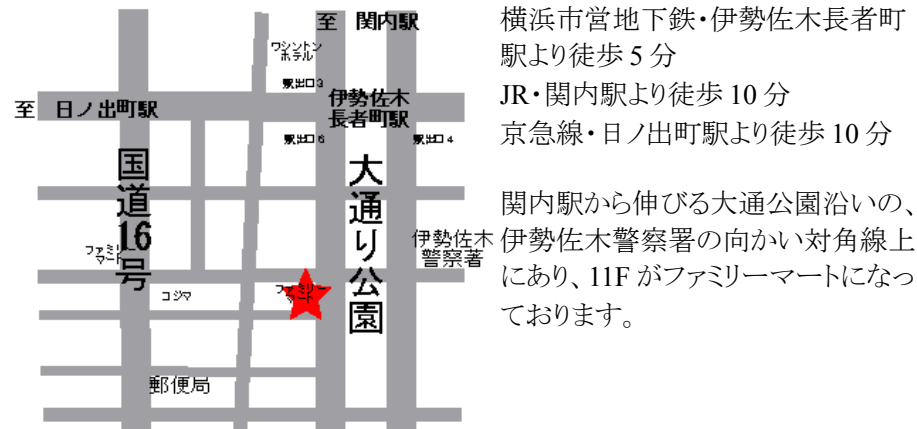 至 関内駅
ワシントン
ホテル
駅出口3
至 日ノ出町駅
伊勢佐木
長者町駅
駅出口6
駅出口4
国道16号
大通り公園
ファミリー
マート
伊勢佐木
警察署
コジマ
ファミリー
マート
郵便局
横浜市営地下鉄・伊勢佐木長者町
駅より徒歩 5 分
JR・関内駅より徒歩 10 分
京急線・日ノ出町駅より徒歩 10 分
関内駅から伸びる大通公園沿いの、
伊勢佐木警察署の向かい対角線上
にあり、11F がファミリーマートになっ
ております。